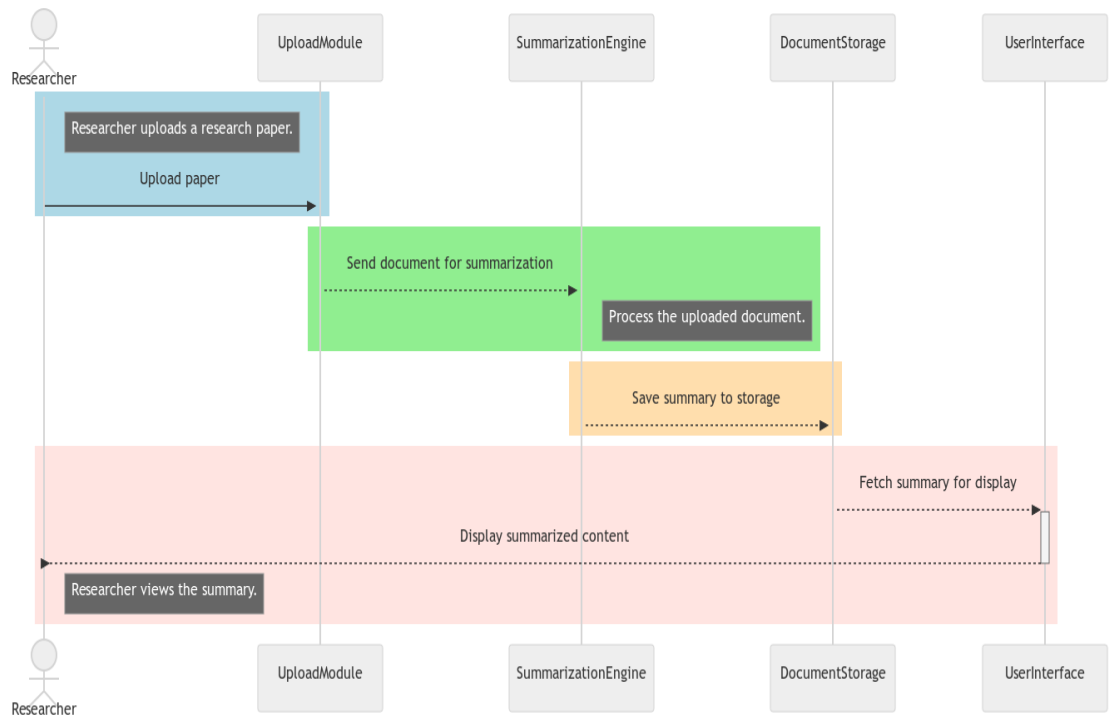 Researcher
UploadModule
SummarizationEngine
DocumentStorage
UserInterface
Researcher uploads a research paper.
Upload paper
Send document for summarization
Process the uploaded document.
Save summary to storage
Fetch summary for display
Display summarized content
Researcher views the summary.
Researcher
UploadModule
SummarizationEngine
DocumentStorage
UserInterface